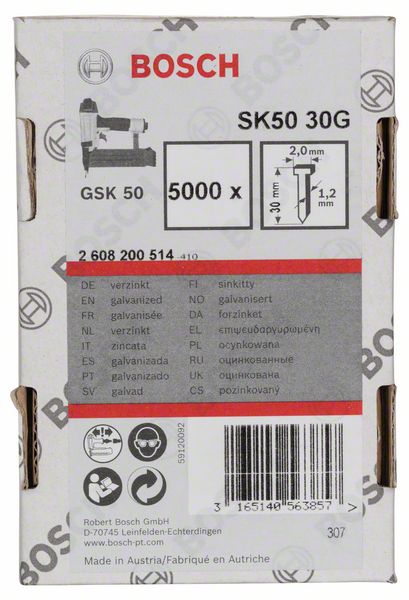 BOSCH
SK50 30G
GSK 50
5000 x
2,0 mm
30 mm
1,2 mm
2 608 200 514 -410
DE verzinkt
EN galvanized
FR galvanisée
NL verzinkt
IT zincata
ES galvanizada
PT galvanizado
SV galvad
FI sinkitty
NO galvanisert
DA forzinket
EL επιψευδαργυρωμένη
PL ocynkowana
RU оцинкованные
UK оцинкована
CS pozinkovaný
59120092
3 165140 563857 >
Robert Bosch GmbH
D-70745 Leinfelden-Echterdingen
www.bosch-pt.com
307
Made in Austria/Fabriqué en Autriche